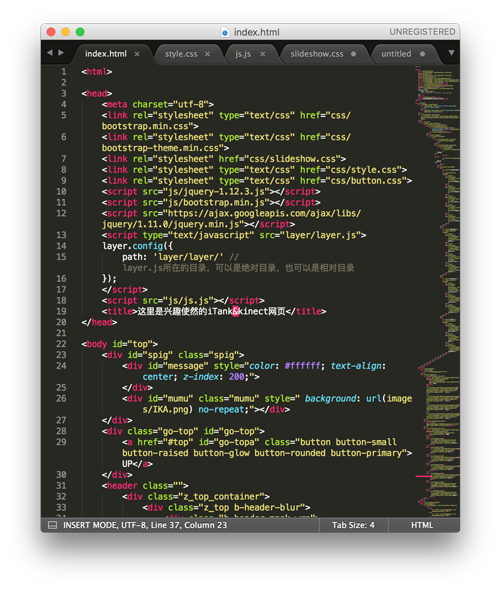 index.html
UNREGISTERED
index.html × style.css × js.js × slideshow.css untitled
1 <html>
2
3 <head>
4 <meta charset="utf-8">
5 <link rel="stylesheet" type="text/css" href="css/
bootstrap.min.css">
6 <link rel="stylesheet" type="text/css" href="css/
bootstrap-theme.min.css">
7 <link rel="stylesheet" href="css/slideshow.css">
8 <link rel="stylesheet" type="text/css" href="css/style.css">
9 <link rel="stylesheet" type="text/css" href="css/button.css">
10 <script src="js/jquery-1.12.3.js"></script>
11 <script src="js/bootstrap.min.js"></script>
12 <script src="https://ajax.googleapis.com/ajax/libs/
jquery/1.11.0/jquery.min.js"></script>
13 <script type="text/javascript" src="layer/layer.js">
14 layer.config({
15 path: 'layer/layer/' //
layer.js所在的目录，可以是绝对目录，也可以是相对目录
16 });
17 </script>
18 <script src="js/js.js"></script>
19 <title>这里是兴趣使然的iTank&kinect网页</title>
20 </head>
21
22 <body id="top">
23 <div id="spig" class="spig">
24 <div id="message" style="color: #ffffff; text-align:
center; z-index: 200;">
25 </div>
26 <div id="mumu" class="mumu" style=" background: url(image
s/IKA.png) no-repeat;"></div>
27 </div>
28 <div class="go-top" id="go-top">
29 <a href="#top" id="go-topa" class="button button-small
button-raised button-glow button-rounded button-primary">
UP</a>
30 </div>
31 <header class="">
32 <div class="z_top_container">
33 <div class="z_top b-header-blur">
INSERT MODE, UTF-8, Line 37, Column 23
Tab Size: 4
HTML